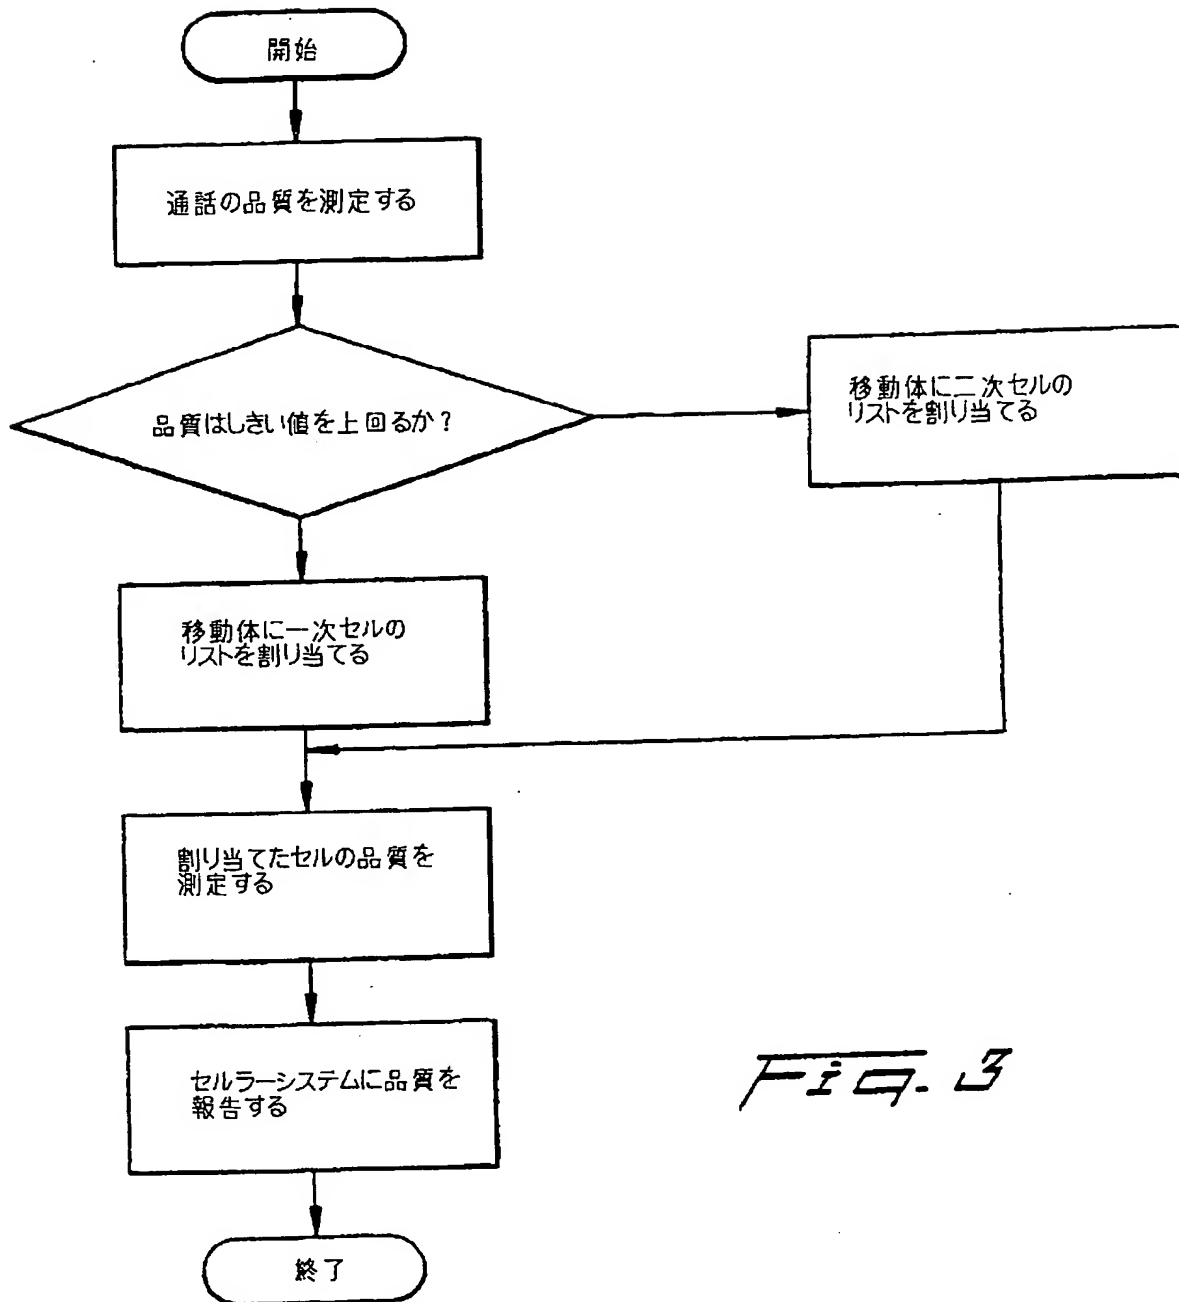 開始
通話の品質を測定する
品質はしきい値を上回るか?
移動体に二次セルの
リストを割り当てる
移動体に一次セルの
リストを割り当てる
割り当てたセルの品質を
測定する
セルラーシステムに品質を
報告する
終了
Fig. 3